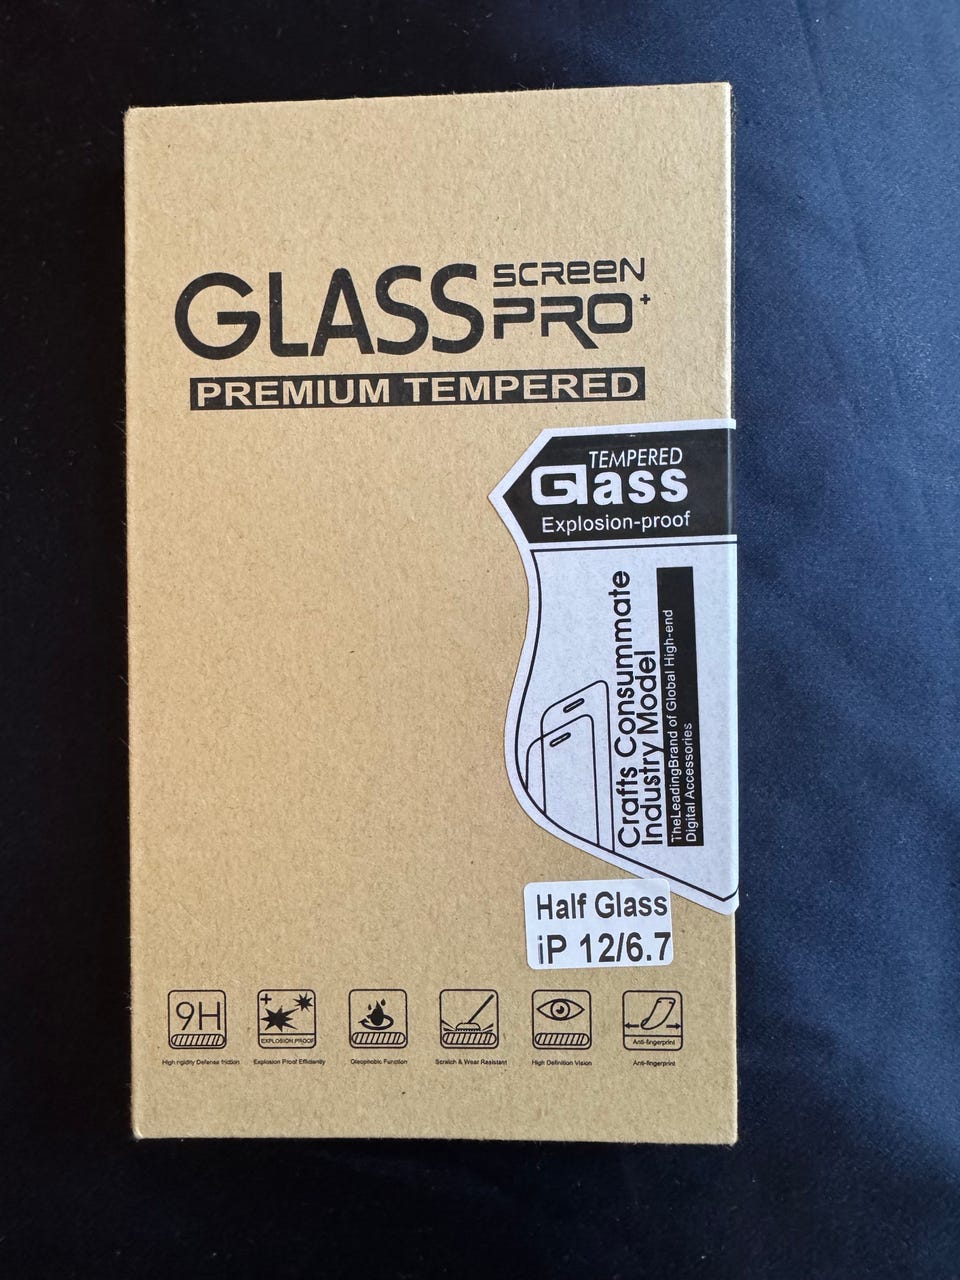 GLASS SCREEN PRO+
PREMIUM TEMPERED
TEMPERED
Glass
Explosion-proof
Crafts Consummate
Industry Model
TheLeadingBrand of Global High-end
Digital Accessories
Half Glass
iP 12/6.7
9H
High rigidity Defense friction
EXPLOSION.PROOF
Explosion Proof Efficiently
Oleophobic Function
Scratch & Wear Resistant
High Definition Vision
Anti-fingerprint
Anti-fingerprint